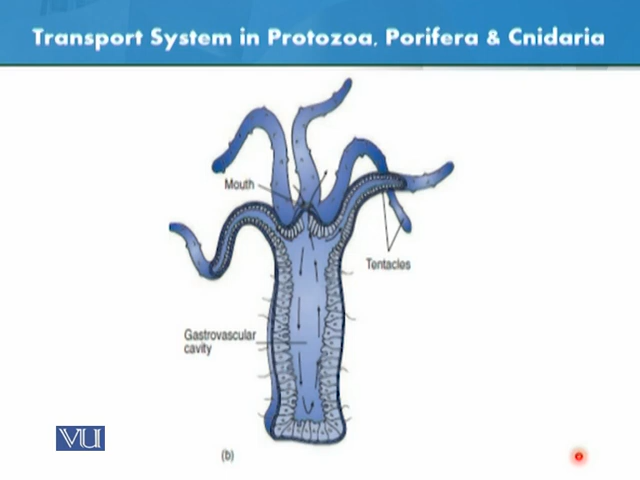 Transport System in Protozoa, Porifera & Cnidaria
Mouth
Tentacles
Gastrovascular
cavity
VU
(b)